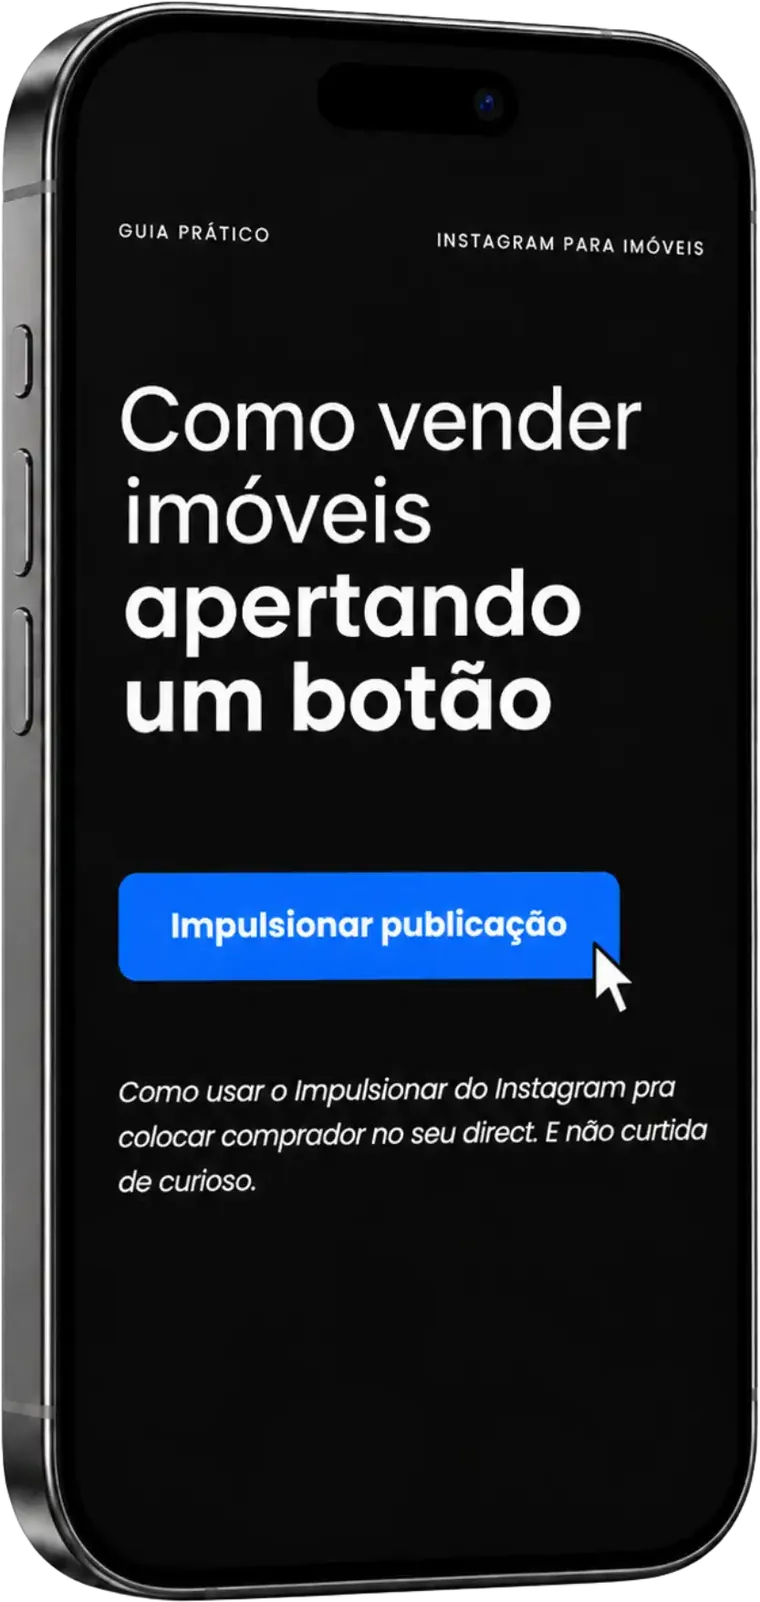 GUIA PRÁTICO
INSTAGRAM PARA IMÓVEIS
Como vender
imóveis
apertando
um botão
Impulsionar publicação
Como usar o Impulsionar do Instagram pra
colocar comprador no seu direct. E não curtida
de curioso.